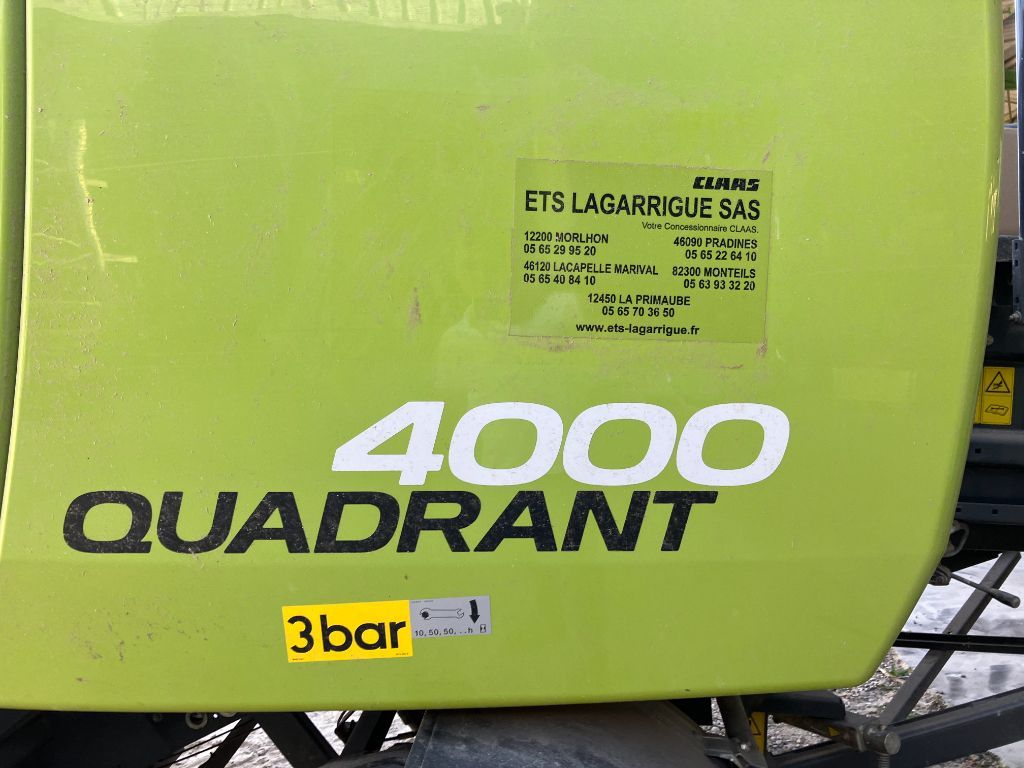 CLAAS
ETS LAGARRIGUE SAS
Votre Concessionnaire CLAAS.
12200 MORLHON
05 65 29 95 20
46090 PRADINES
05 65 22 64 10
46120 LACAPELLE MARIVAL
05 65 40 84 10
82300 MONTEILS
05 63 93 32 20
12450 LA PRIMAUBE
05 65 70 36 50
www.ets-lagarrigue.fr
4000
QUADRANT
3bar
10,50,50,..h